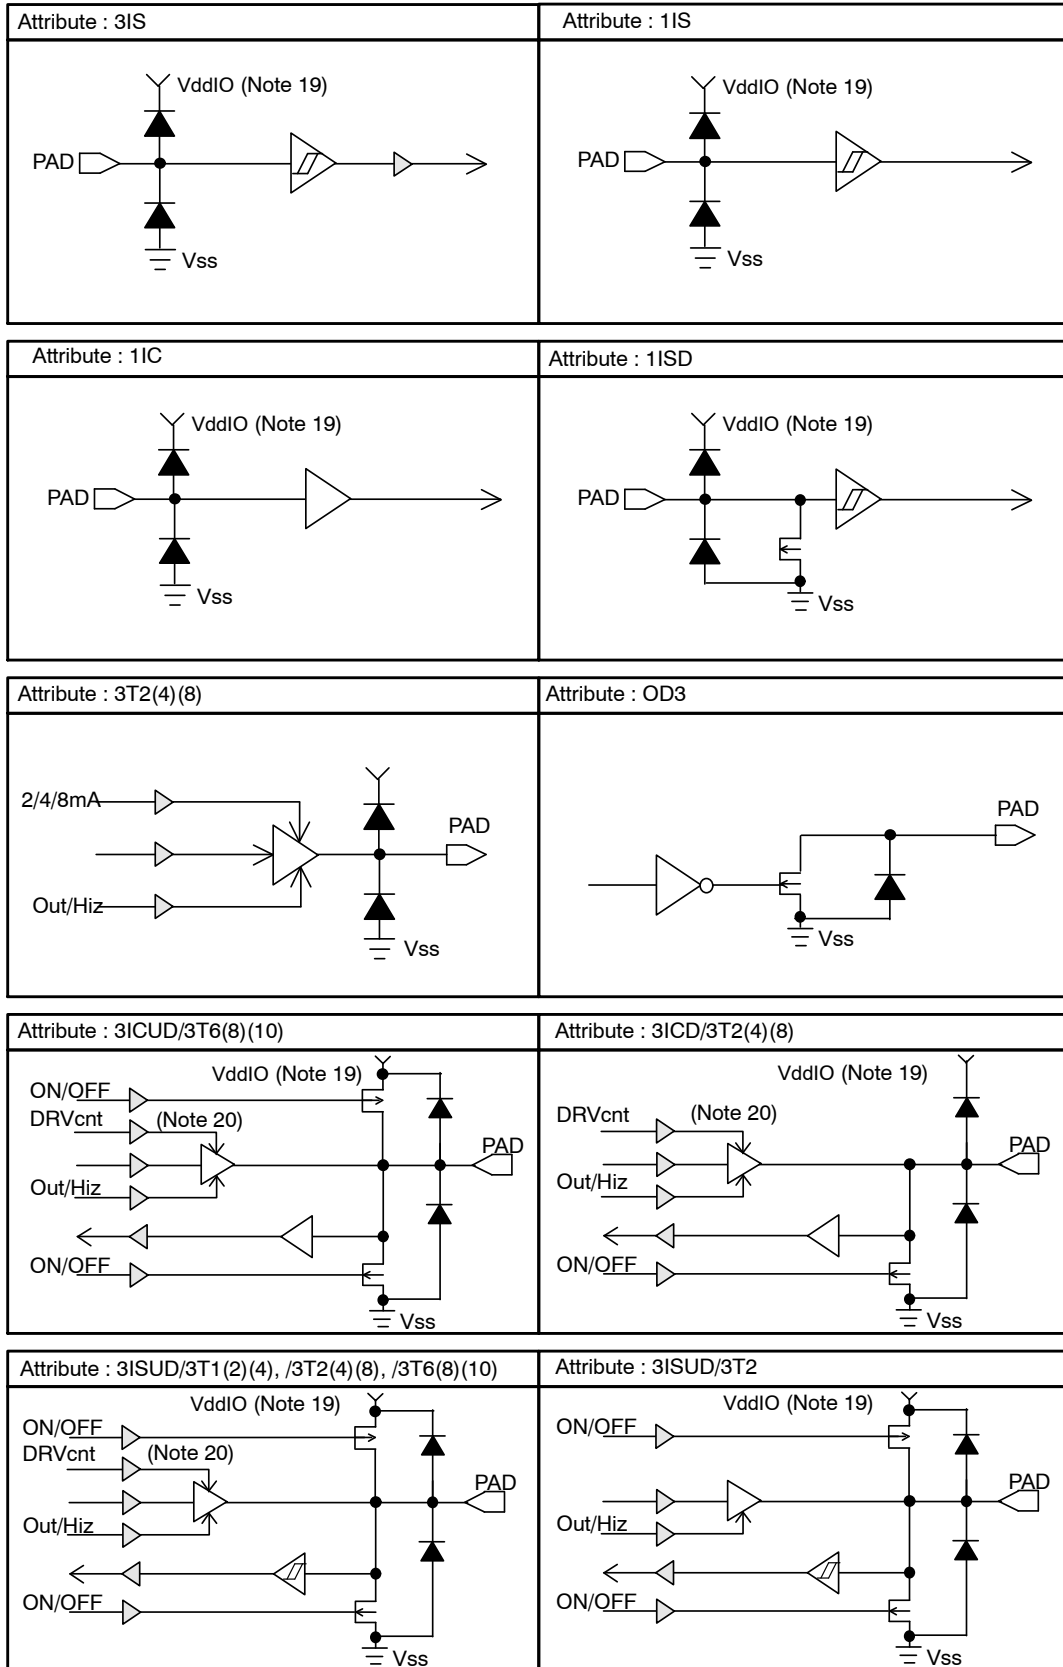 Attribute : 3IS
VddIO (Note 19)
PAD
Vss
Attribute : 1IS
VddIO (Note 19)
PAD
Vss
Attribute : 1IC
VddIO (Note 19)
PAD
Vss
Attribute : 1ISD
VddIO (Note 19)
PAD
Vss
Attribute : 3T2(4)(8)
2/4/8mA
PAD
Out/Hiz
Vss
Attribute : OD3
PAD
Vss
Attribute : 3ICUD/3T6(8)(10)
VddIO (Note 19)
ON/OFF
DRVcnt
(Note 20)
PAD
Out/Hiz
ON/OFF
Vss
Attribute : 3ICD/3T2(4)(8)
VddIO (Note 19)
DRVcnt
(Note 20)
PAD
Out/Hiz
ON/OFF
Vss
Attribute : 3ISUD/3T1(2)(4), /3T2(4)(8), /3T6(8)(10)
VddIO (Note 19)
ON/OFF
DRVcnt
(Note 20)
PAD
Out/Hiz
ON/OFF
Vss
Attribute : 3ISUD/3T2
VddIO (Note 19)
ON/OFF
PAD
Out/Hiz
ON/OFF
Vss